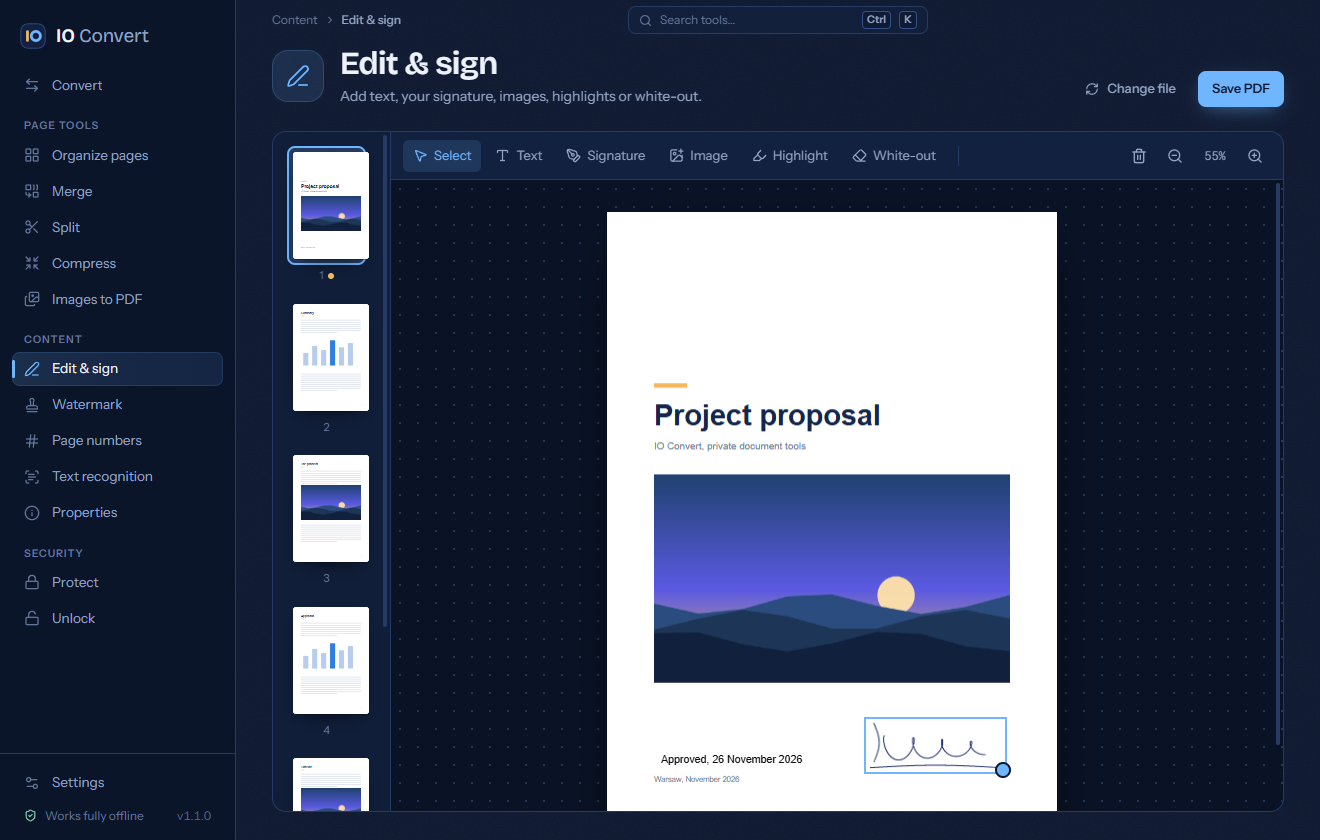 IO Convert
Convert
PAGE TOOLS
Organize pages
Merge
Split
Compress
Images to PDF
CONTENT
Edit & sign
Watermark
Page numbers
Text recognition
Properties
SECURITY
Protect
Unlock
Settings
Works fully offline v1.1.0
Content > Edit & sign
Search tools... Ctrl K
Edit & sign
Add text, your signature, images, highlights or white-out.
Change file Save PDF
Select Text Signature Image Highlight White-out 55%
Project proposal
1
Summary
2
3
4
Project proposal
IO Convert, private document tools
Approved, 26 November 2026
Warsaw, November 2026